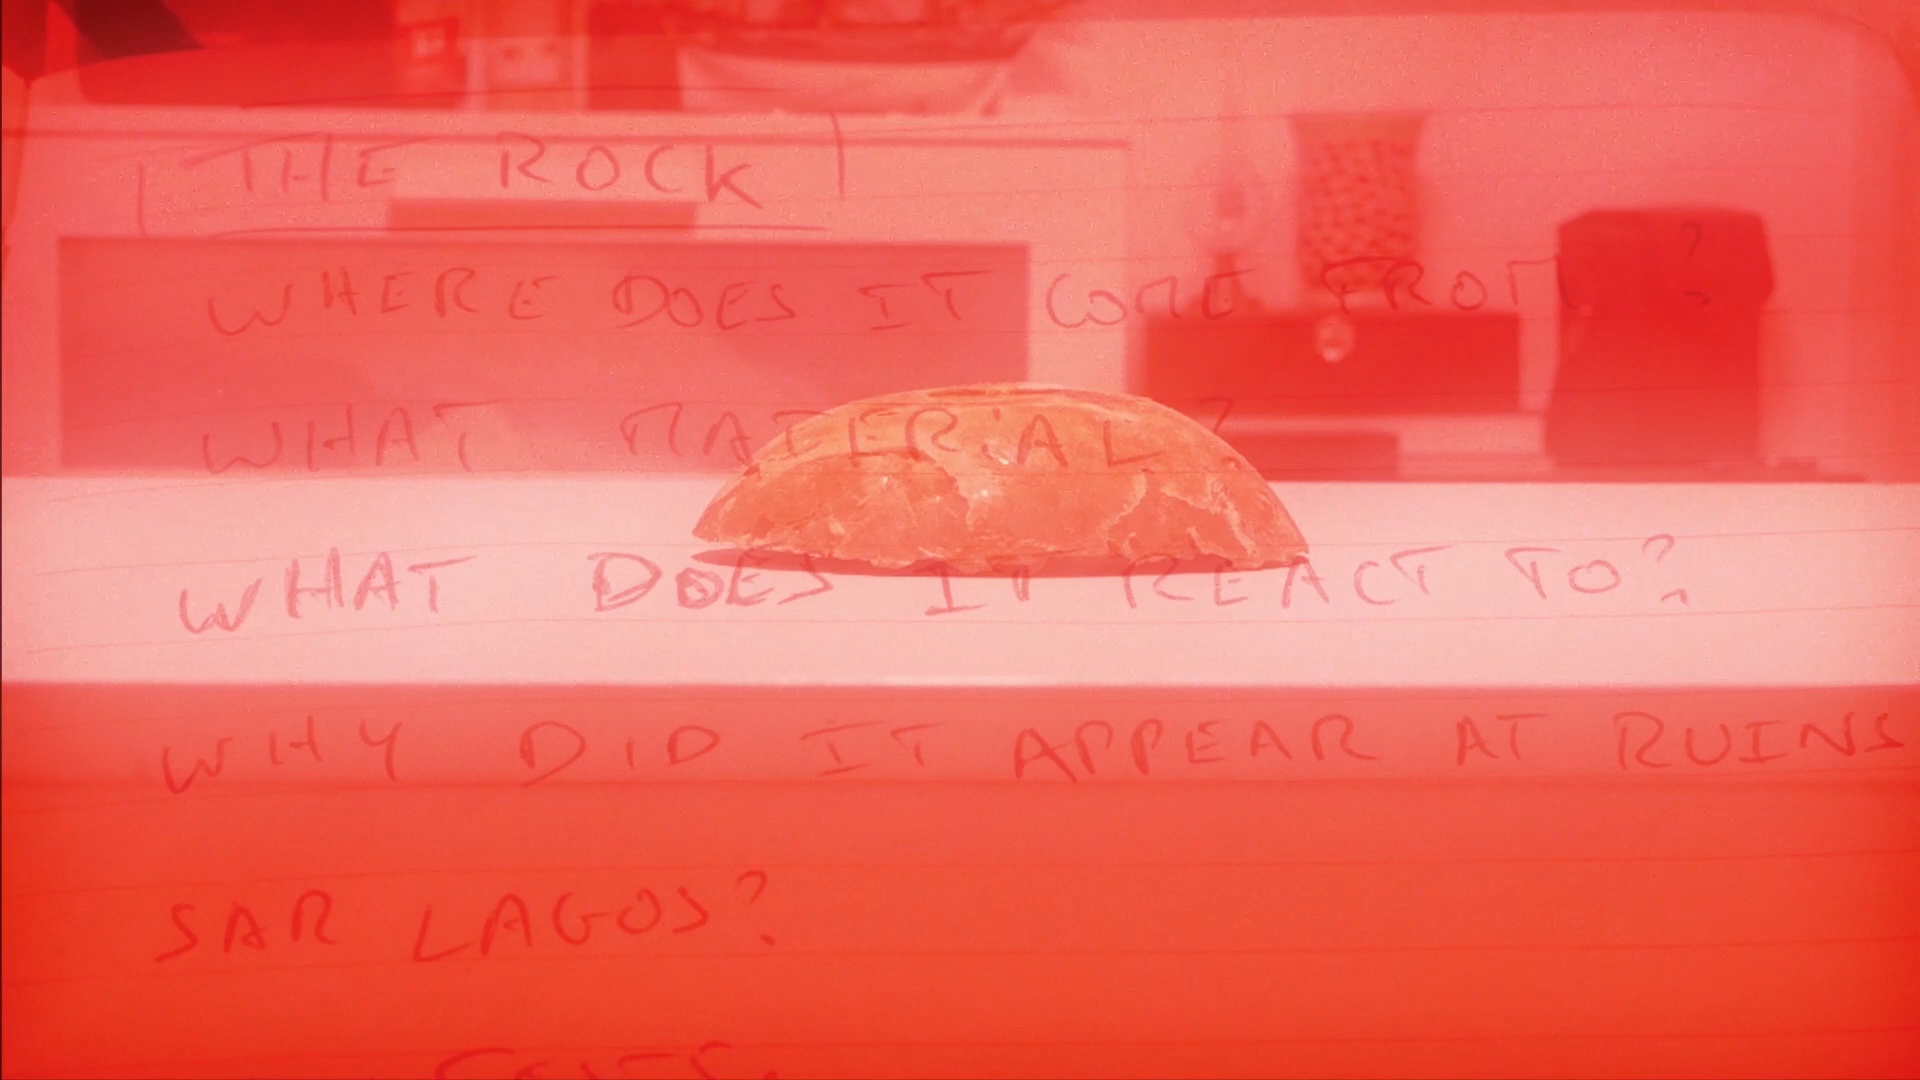 THE ROCK
WHERE DOES IT COME FROM ?
WHAT MATERIAL ?
WHAT DOES IT REACT TO?
WHY DID IT APPEAR AT RUINS
SAR LAGOS?